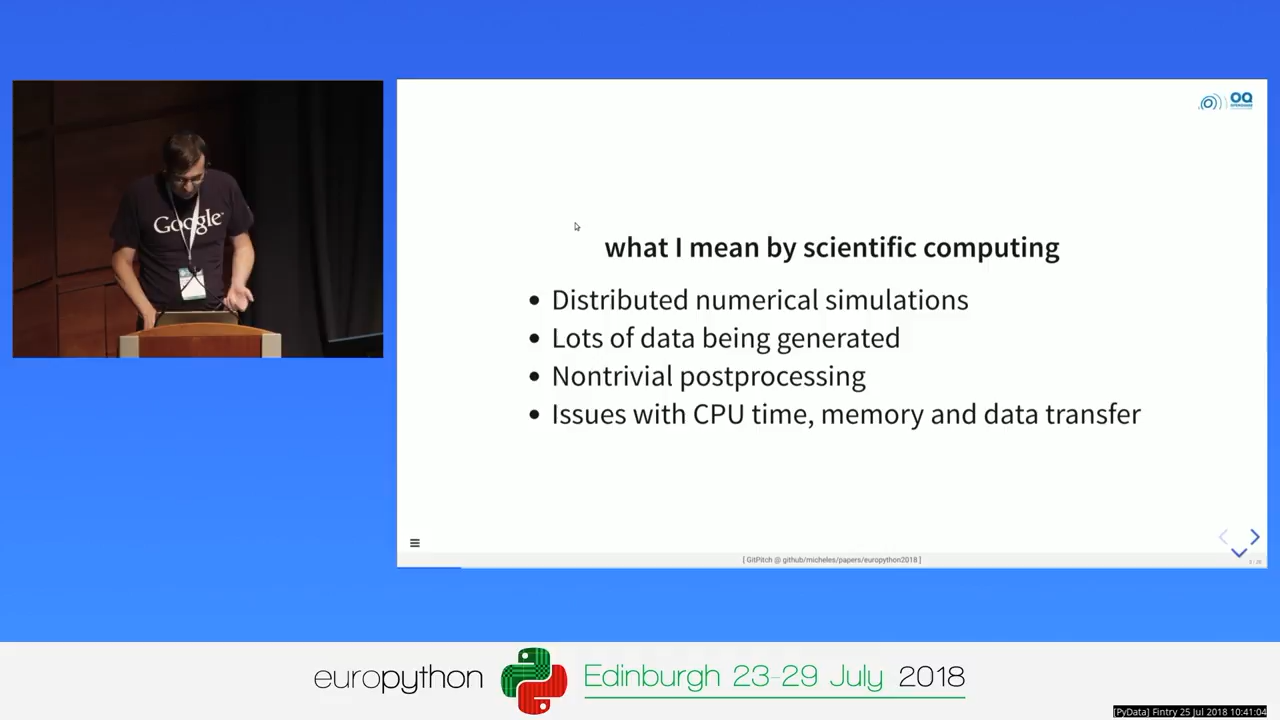 Google
OQ
what I mean by scientific computing
• Distributed numerical simulations
• Lots of data being generated
• Nontrivial postprocessing
• Issues with CPU time, memory and data transfer
[ GitPitch @ github/micheles/papers/europython2018 ]
europython Edinburgh 23-29 July 2018
[PyData] Fintry 25 Jul 2018 10:41:04